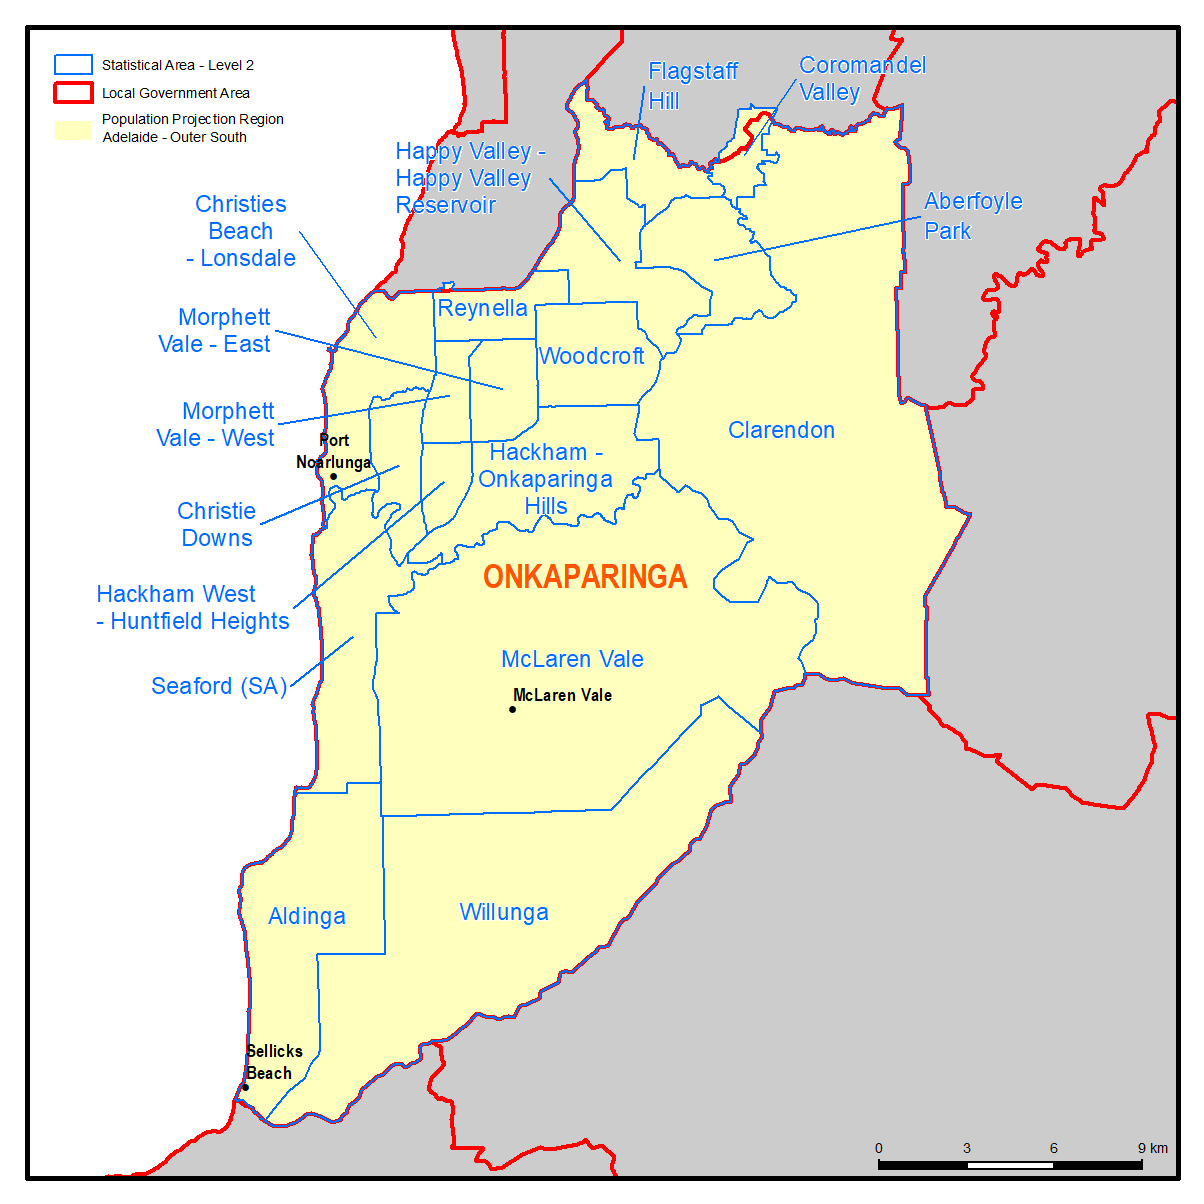 Statistical Area - Level 2
Local Government Area
Population Projection Region
Adelaide - Outer South
Flagstaff
Hill
Coromandel
Valley
Happy Valley -
Happy Valley
Reservoir
Christies
Beach
- Lonsdale
Aberfoyle
Park
Reynella
Morphett
Vale - East
Woodcroft
Morphett
Vale - West
Port
Noarlunga
Clarendon
Hackham -
Onkaparinga
Hills
Christie
Downs
ONKAPARINGA
Hackham West
- Huntfield Heights
McLaren Vale
Seaford (SA)
McLaren Vale
Aldinga
Willunga
Sellicks
Beach
0 3 6 9 km